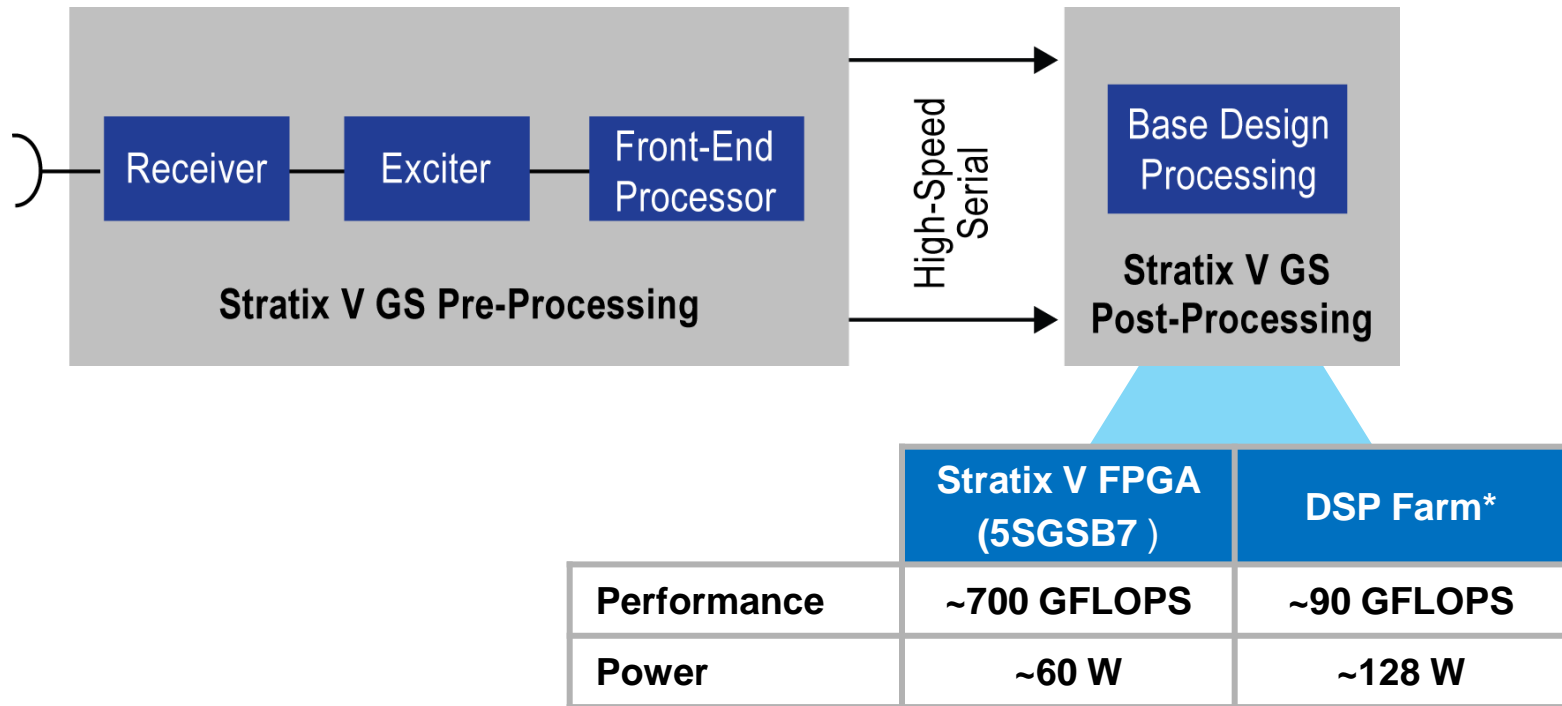 Receiver
Exciter
Front-End
Processor
Stratix V GS Pre-Processing
High-Speed
Serial
Base Design
Processing
Stratix V GS
Post-Processing
Stratix V FPGA
(5SGSB7 )
DSP Farm*
Performance
~700 GFLOPS
~90 GFLOPS
Power
~60 W
~128 W